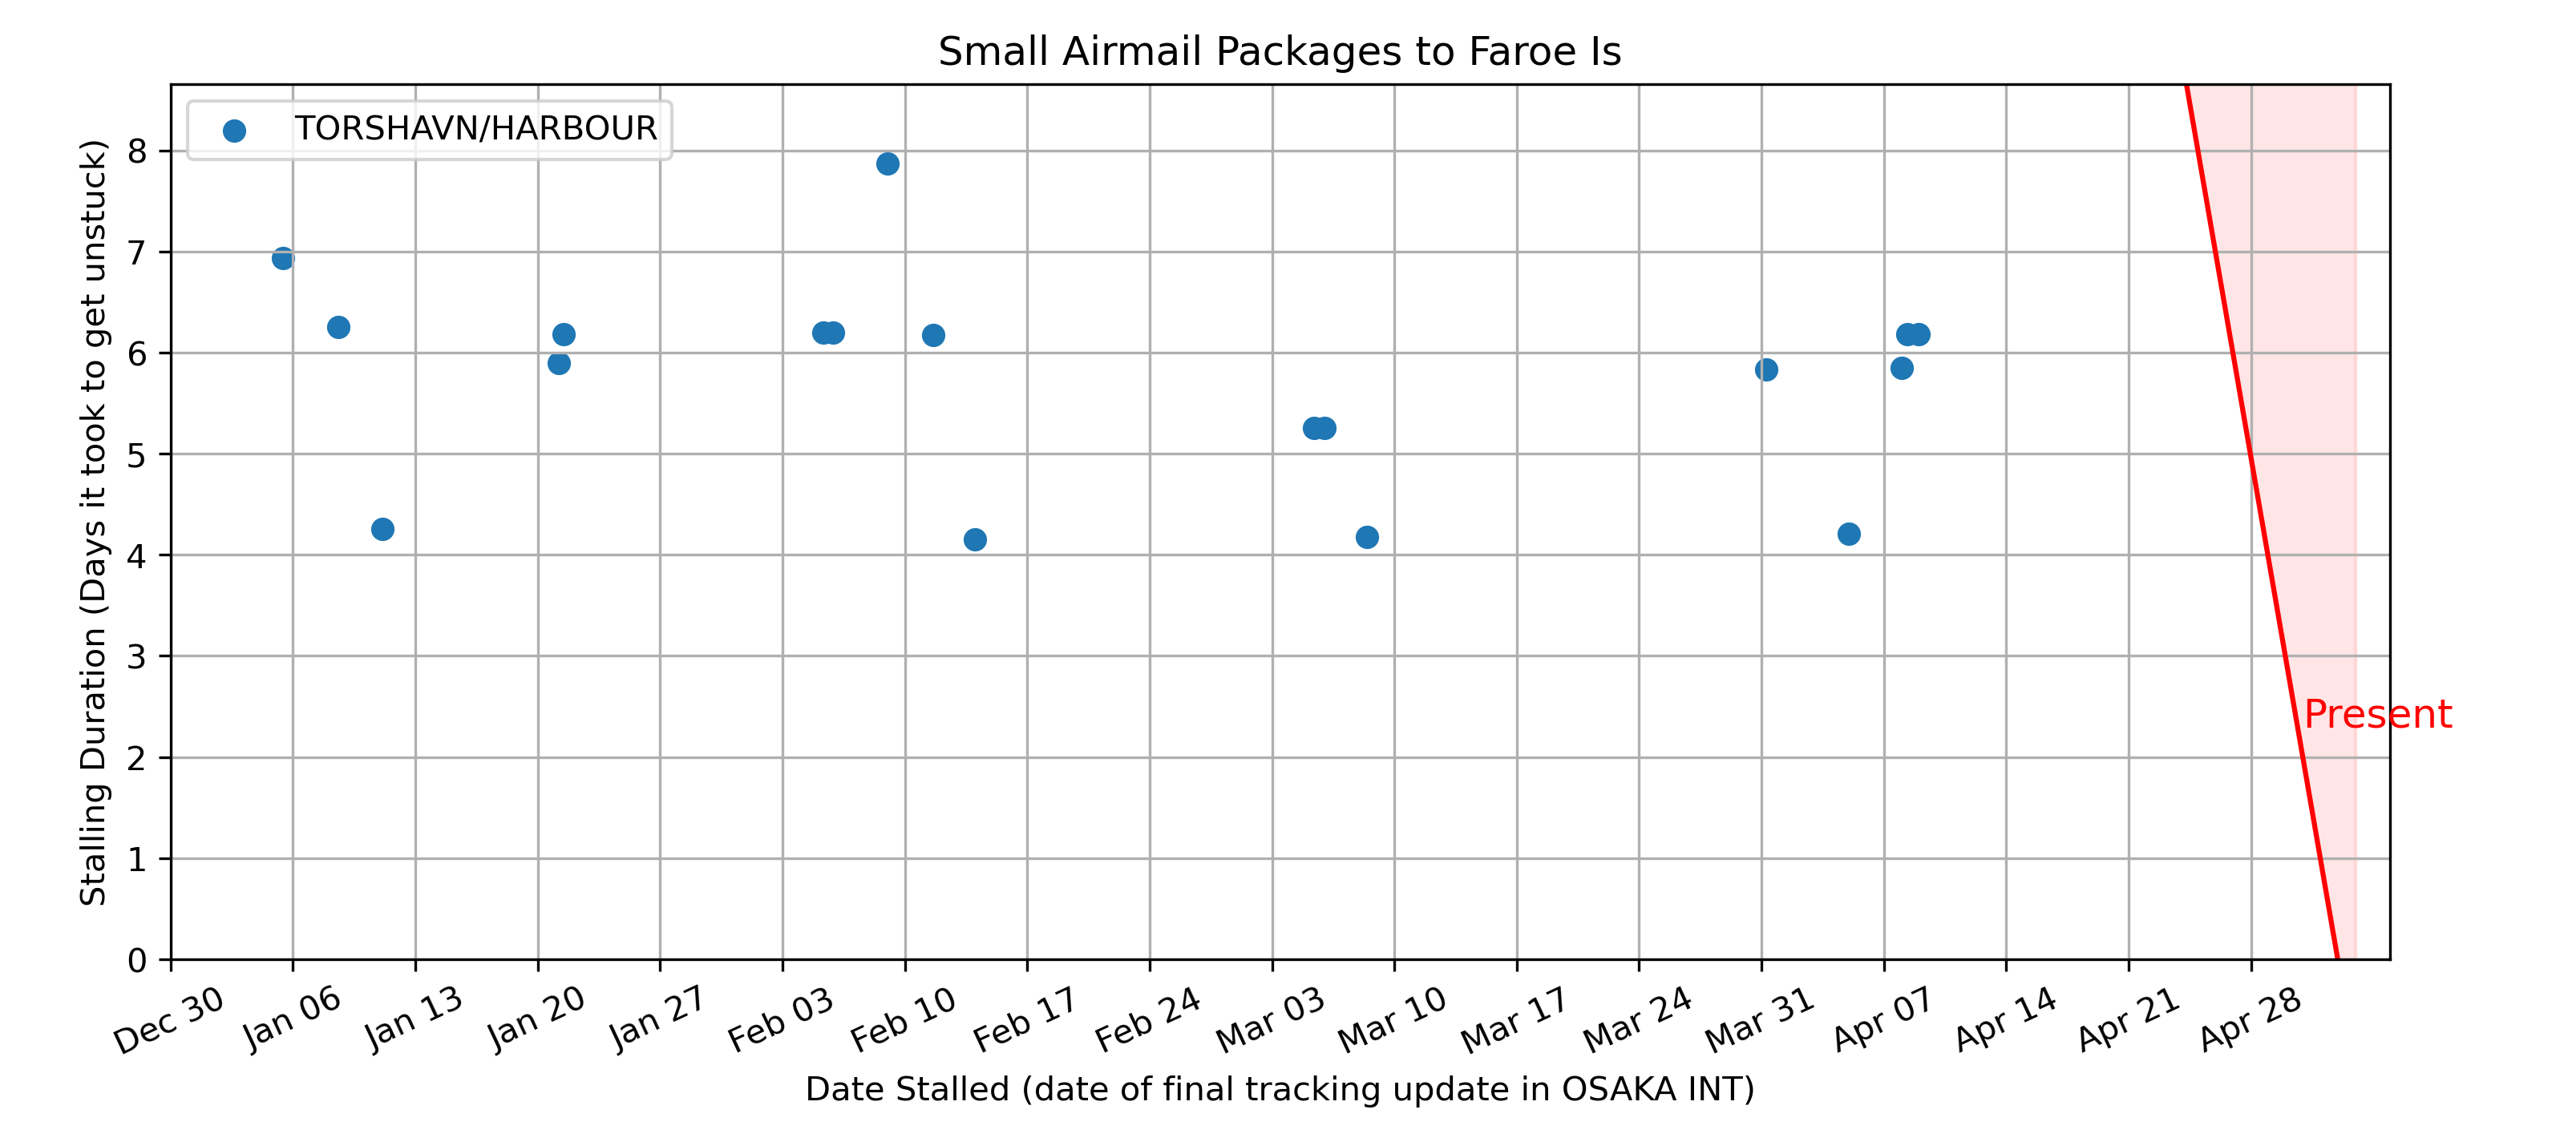 Small Airmail Packages to Faroe Is
TORSHAVN/HARBOUR
Stalling Duration (Days it took to get unstuck)
8
7
6
5
4
3
2
1
0
Present
Dec 30 Jan 06 Jan 13 Jan 20 Jan 27 Feb 03 Feb 10 Feb 17 Feb 24 Mar 03 Mar 10 Mar 17 Mar 24 Mar 31 Apr 07 Apr 14 Apr 21 Apr 28
Date Stalled (date of final tracking update in OSAKA INT)